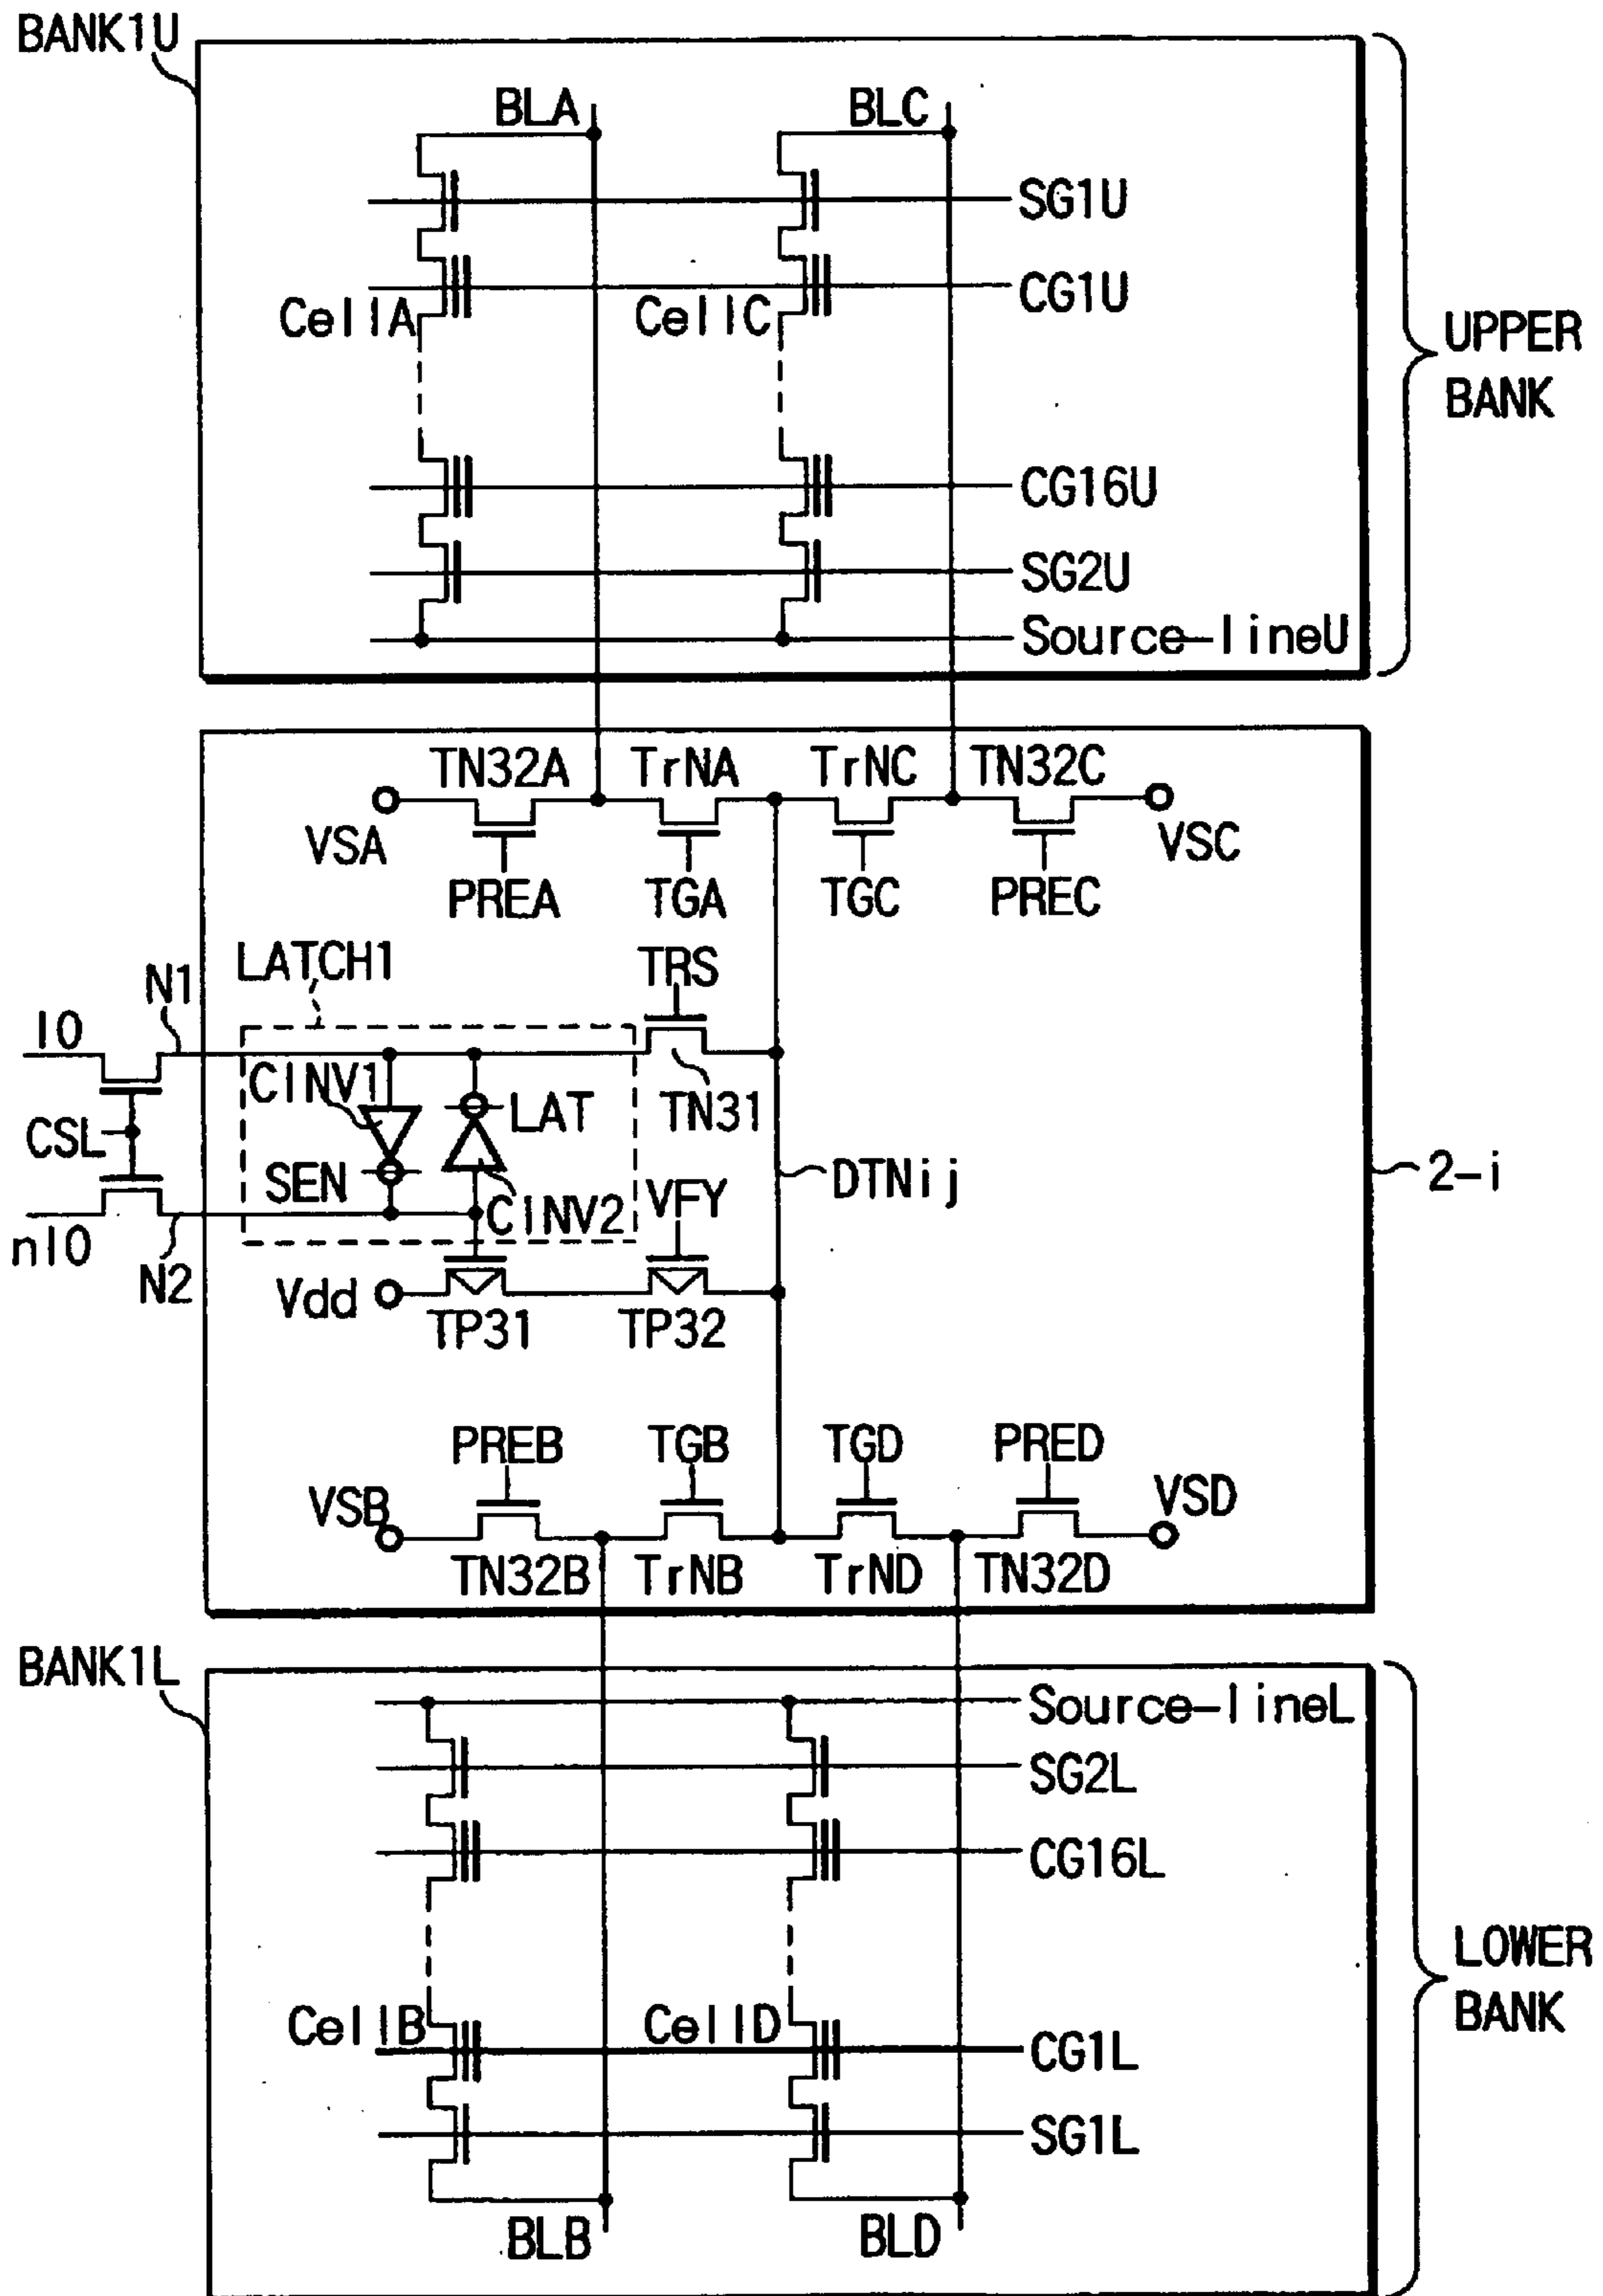 BANK1U
BLA
BLC
SG1U
CG1U
CellA
CellC
UPPER
BANK
CG16U
SG2U
Source-lineU
TN32A
TrNA
TrNC
TN32C
VSA
VSC
PREA
TGA
TGC
PREC
LATCH1
TRS
N1
IO
CINV1
LAT
TN31
CSL
SEN
CINV2
VFY
DTNij
2-i
nIO
N2
Vdd
TP31
TP32
PREB
TGB
TGD
PRED
VSB
VSD
TN32B
TrNB
TrND
TN32D
BANK1L
Source-lineL
SG2L
CG16L
LOWER
BANK
CellB
CellD
CG1L
SG1L
BLB
BLD